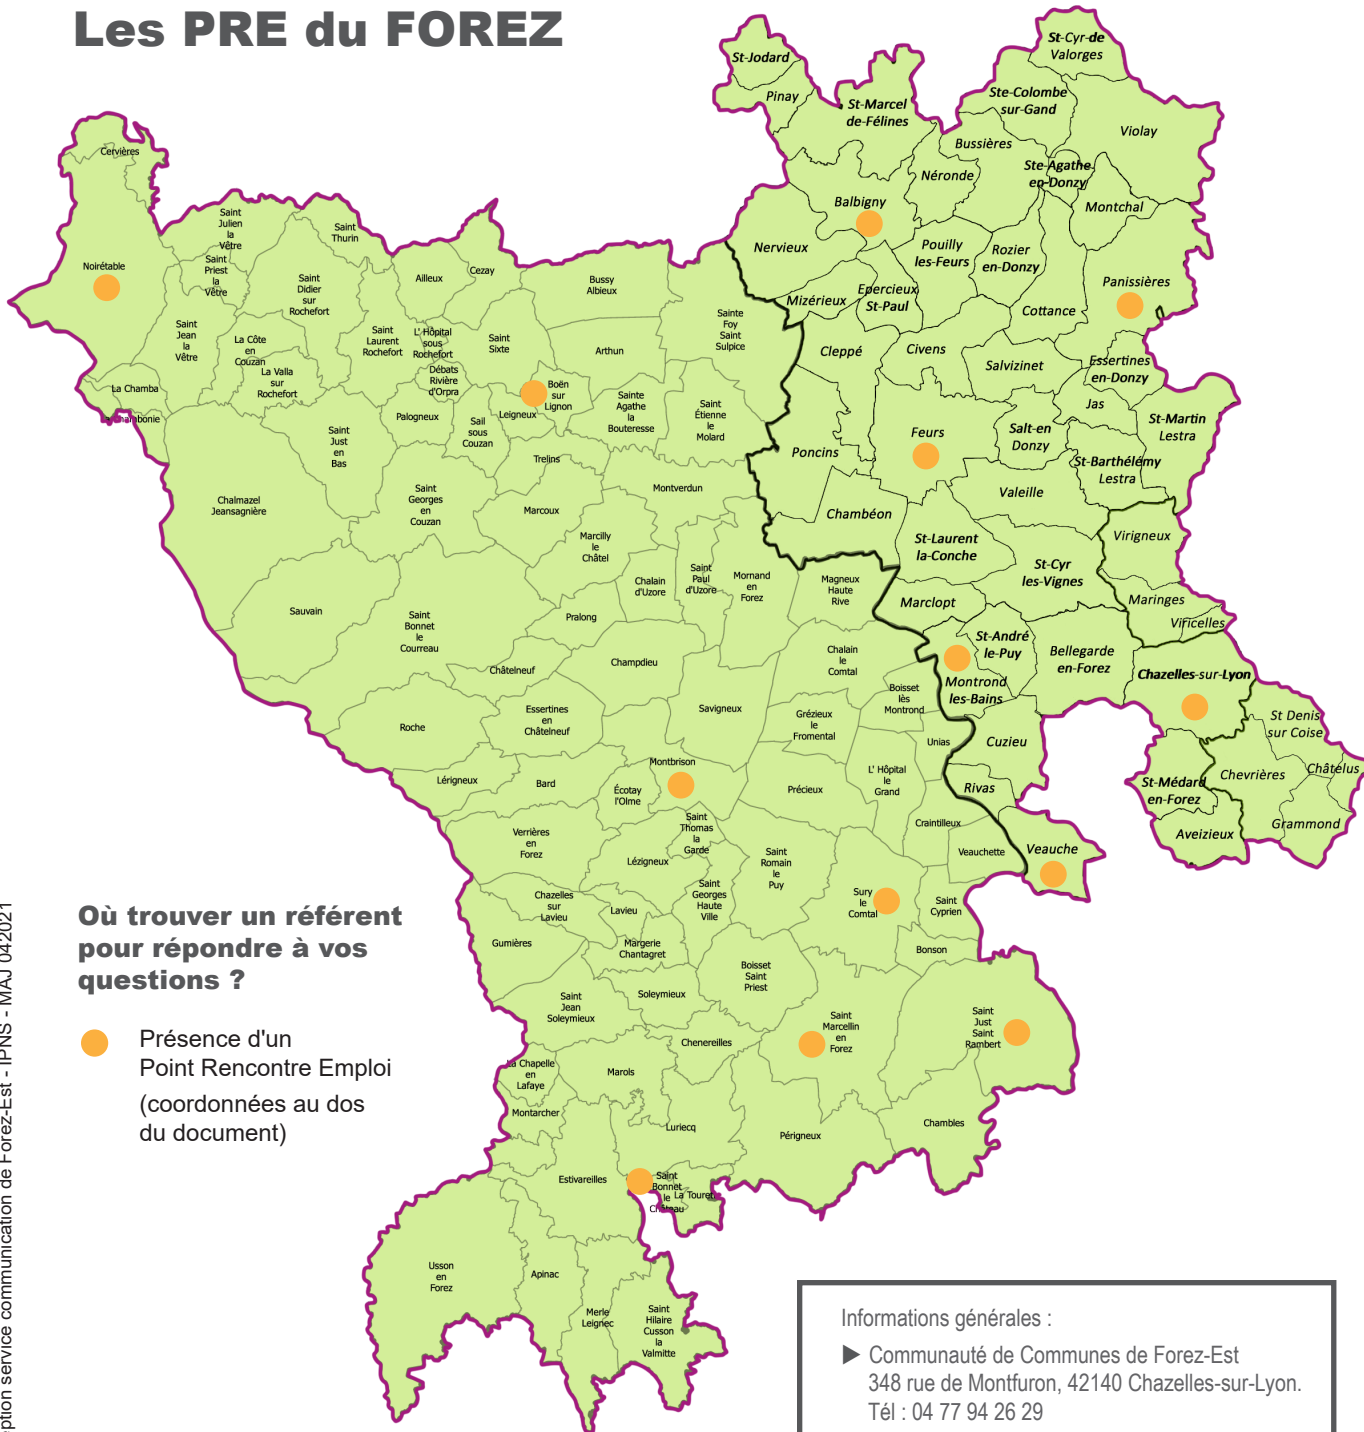 Les PRE du FOREZ
St-Jodard
Pinay
St-Marcel
de-Félines
St-Cyr-de
Valorges
Ste-Colombe
sur-Gand
Violay
Bussières
Néronde
Ste-Agathe
en-Donzy
Montchal
Balbigny
Nervieux
Pouilly
les-Feurs
Rozier
en-Donzy
Panissières
Mizérieux
Epercieux
St-Paul
Cottance
Cleppé
Civens
Salvizinet
Essertines
en-Donzy
Jas
St-Martin
Lestra
Feurs
Salt-en
Donzy
Poncins
St-Barthélémy
Lestra
Valeille
Chambéon
St-Laurent
la-Conche
Virigneux
St-Cyr
les-Vignes
Marclopt
Maringes
Viricelles
St-André
le-Puy
Bellegarde
en-Forez
Chazelles-sur-Lyon
Montrond
les-Bains
St Denis
sur Coise
Cuzieu
Chevrières
Châtelus
Rivas
St-Médard
en-Forez
Grammond
Aveizieux
Veauche
Cervières
Noirétable
Saint
Julien
la
Vêtre
Saint
Priest
la
Vêtre
Saint
Thurin
Saint
Didier
sur
Rochefort
Ailleux
Cezay
Bussy
Albieux
Sainte
Foy
Saint
Sulpice
Saint
Jean
la
Vêtre
La Côte
en
Couzan
La Valla
sur
Rochefort
Saint
Laurent
Rochefort
L' Hôpital
sous
Rochefort
Saint
Sixte
Arthun
Débats
Rivière
d'Orpra
La Chamba
La Chambonie
Palogneux
Sail
sous
Couzan
Leigneux
Boën
sur
Lignon
Sainte
Agathe
la
Bouteresse
Saint
Étienne
le
Molard
Saint
Just
en
Bas
Trelins
Chalmazel
Jeansagnière
Saint
Georges
en
Couzan
Marcoux
Montverdun
Marcilly
le
Châtel
Chalain
d'Uzore
Saint
Paul
d'Uzore
Mornand
en
Forez
Magneux
Haute
Rive
Sauvain
Saint
Bonnet
le
Courreau
Pralong
Châtelneuf
Champdieu
Chalain
le
Comtal
Boisset
lès
Montrond
Roche
Essertines
en
Châtelneuf
Savigneux
Grézieux
le
Fromental
Unias
Lérigneux
Bard
Écotay
l'Olme
Montbrison
Précieux
L' Hôpital
le
Grand
Craintilleux
Verrières
en
Forez
Saint
Thomas
la
Garde
Lézigneux
Saint
Romain
le
Puy
Veauchette
Chazelles
sur
Lavieu
Lavieu
Saint
Georges
Haute
Ville
Sury
le
Comtal
Saint
Cyprien
Gumières
Margerie
Chantagret
Bonson
Boisset
Saint
Priest
Saint
Jean
Soleymieux
Soleymieux
Saint
Marcellin
en
Forez
Saint
Just
Saint
Rambert
Chenereilles
La Chapelle
en
Lafaye
Marols
Montarcher
Luriecq
Périgneux
Chambles
Estivareilles
Saint
Bonnet
le
Château
La Tourette
Usson
en
Forez
Apinac
Merle
Leignec
Saint
Hilaire
Cusson
la
Valmitte
Où trouver un référent
pour répondre à vos
questions ?
Présence d'un
Point Rencontre Emploi
(coordonnées au dos
du document)
ption service communication de Forez-Est - IPNS - MAJ 042021
Informations générales :
▶ Communauté de Communes de Forez-Est
348 rue de Montfuron, 42140 Chazelles-sur-Lyon.
Tél : 04 77 94 26 29